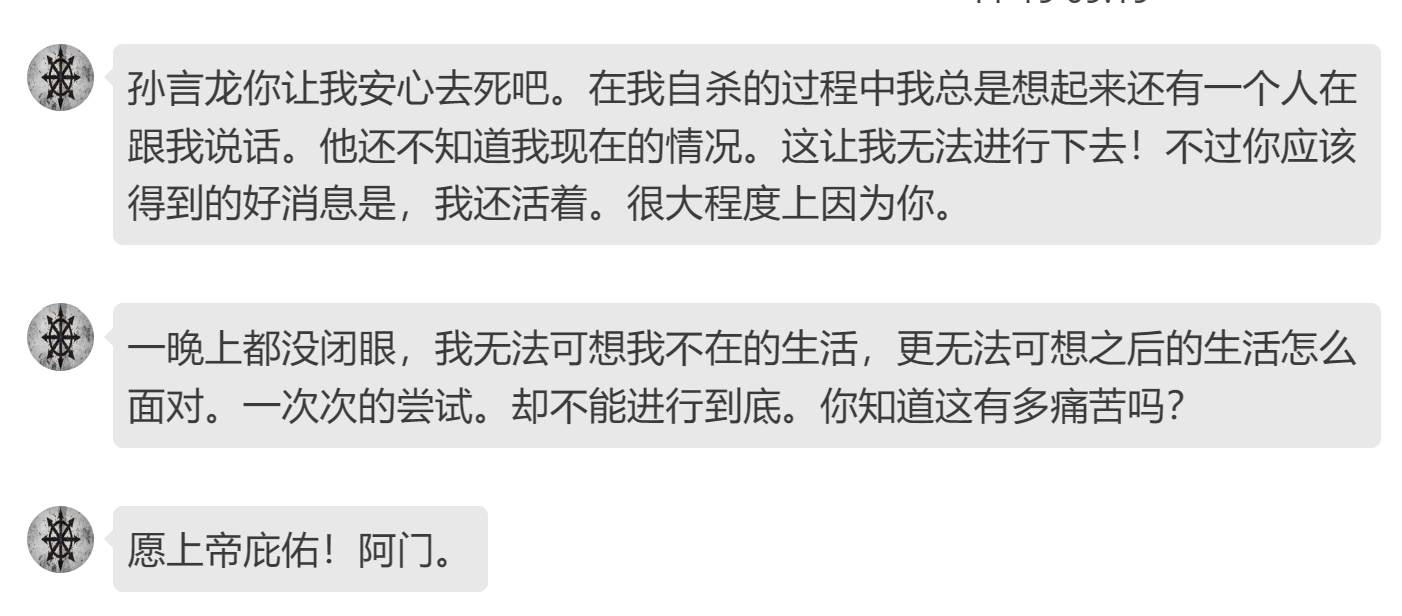 孙言龙你让我安心去死吧。在我自杀的过程中我总是想起来还有一个人在
跟我说话。他还不知道我现在的情况。这让我无法进行下去！不过你应该
得到的好消息是，我还活着。很大程度上因为你。
一晚上都没闭眼，我无法可想我不在的生活，更无法可想之后的生活怎么
面对。一次次的尝试。却不能进行到底。你知道这有多痛苦吗？
愿上帝庇佑！阿门。